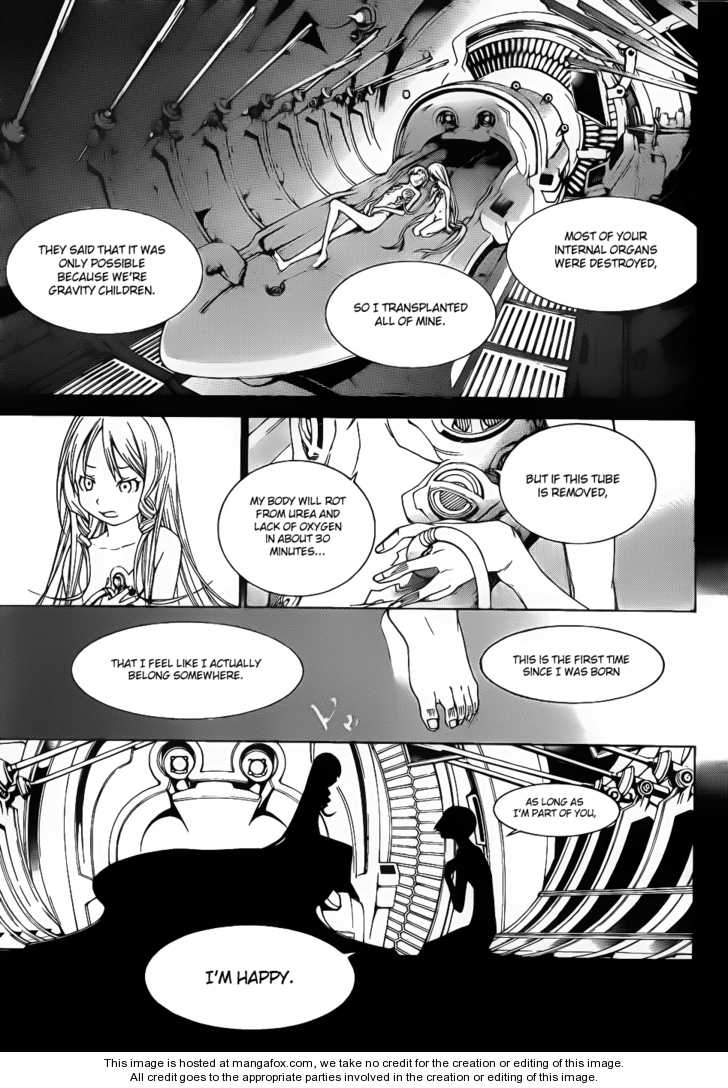 MOST OF YOUR
INTERNAL ORGANS
WERE DESTROYED,
SO I TRANSPLANTED
ALL OF MINE.
THEY SAID THAT IT WAS
ONLY POSSIBLE
BECAUSE WE'RE
GRAVITY CHILDREN.
BUT IF THIS TUBE
IS REMOVED,
MY BODY WILL ROT
FROM UREA AND
LACK OF OXYGEN
IN ABOUT 30
MINUTES...
THIS IS THE FIRST TIME
SINCE I WAS BORN
THAT I FEEL LIKE I ACTUALLY
BELONG SOMEWHERE.
AS LONG AS
I'M PART OF YOU,
I'M HAPPY.
This image is hosted at mangafox.com, we take no credit for the creation or editing of this image.
All credit goes to the appropriate parties involved in the creation and editing of this image.